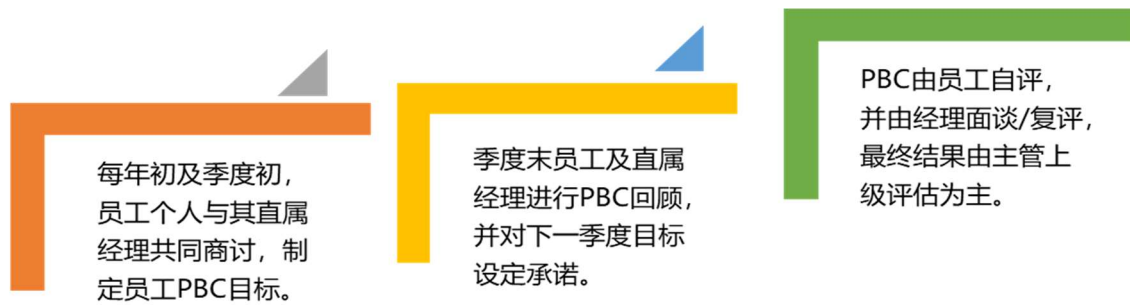 每年初及季度初，
员工个人与其直属
经理共同商讨，制
定员工PBC目标。
季度末员工及直属
经理进行PBC回顾，
并对下一季度目标
设定承诺。
PBC由员工自评，
并由经理面谈/复评，
最终结果由主管上
级评估为主。